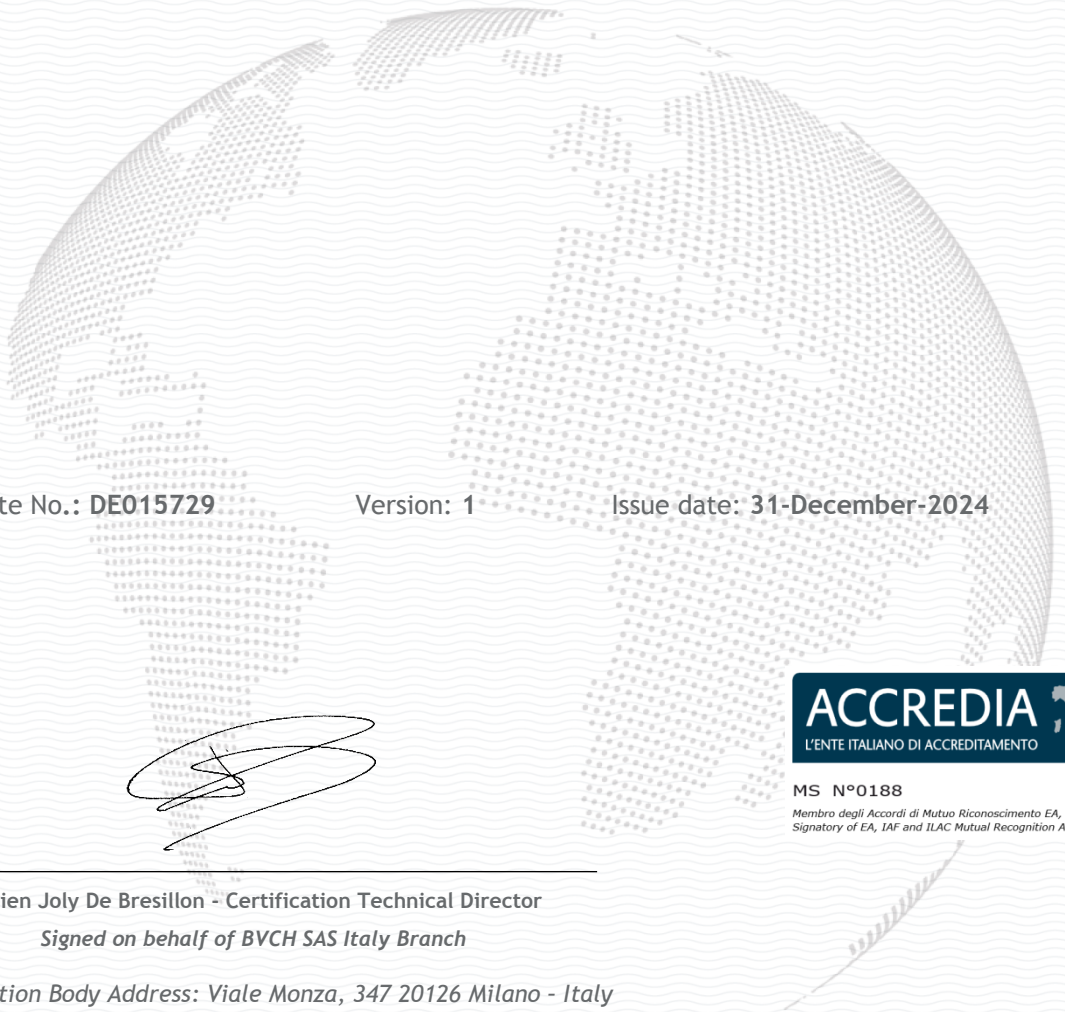 te No.: DE015729 Version: 1 Issue date: 31-December-2024
ACCREDIA
L'ENTE ITALIANO DI ACCREDITAMENTO
MS N°0188
Membro degli Accordi di Mutuo Riconoscimento EA,
Signatory of EA, IAF and ILAC Mutual Recognition A
ien Joly De Bresillon - Certification Technical Director
Signed on behalf of BVCH SAS Italy Branch
tion Body Address: Viale Monza, 347 20126 Milano - Italy